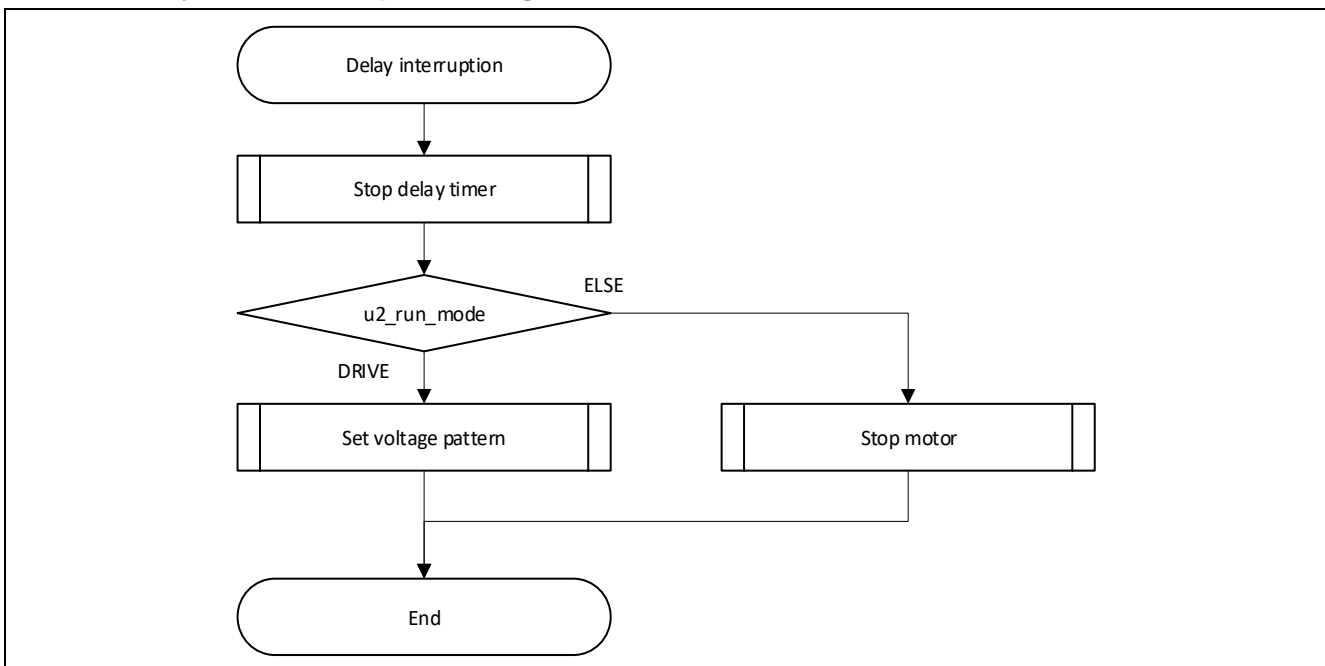 Delay interruption
Stop delay timer
ELSE
u2_run_mode
DRIVE
Set voltage pattern
Stop motor
End